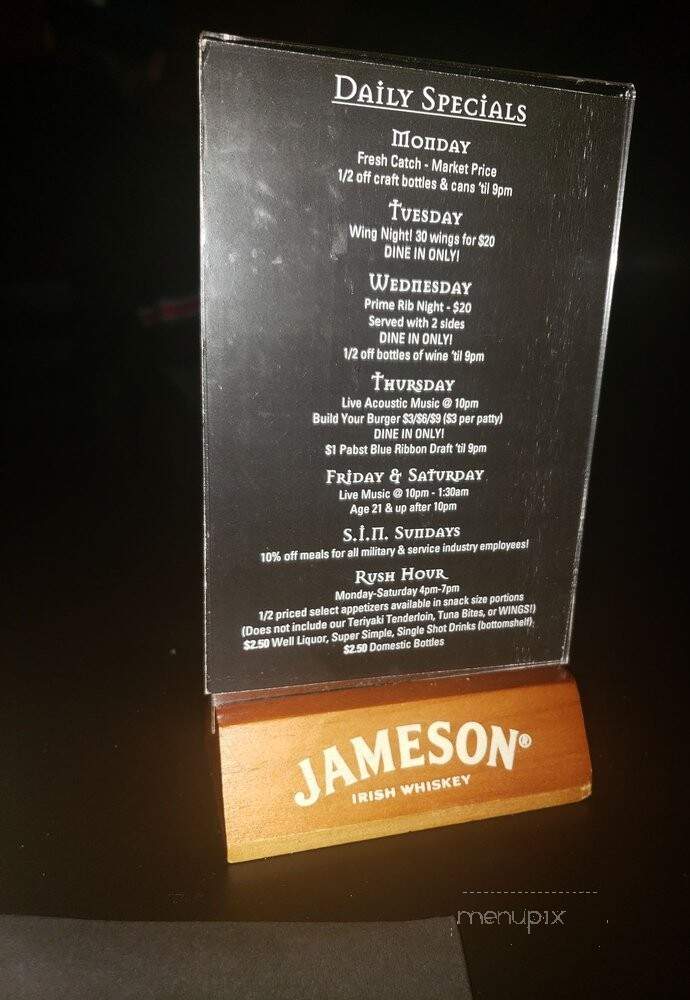 Daily Specials
Monday
Fresh Catch - Market Price
1/2 off craft bottles & cans 'til 9pm
Tuesday
Wing Night! 30 wings for $20
DINE IN ONLY!
Wednesday
Prime Rib Night - $20
Served with 2 sides
DINE IN ONLY!
1/2 off bottles of wine 'til 9pm
Thursday
Live Acoustic Music @ 10pm
Build Your Burger $3/$6/$9 ($3 per patty)
DINE IN ONLY!
$1 Pabst Blue Ribbon Draft 'til 9pm
Friday & Saturday
Live Music @ 10pm - 1:30am
Age 21 & up after 10pm
S.I.N. Sundays
10% off meals for all military & service industry employees!
Rush Hour
Monday-Saturday 4pm-7pm
1/2 priced select appetizers available in snack size portions
(Does not include our Teriyaki Tenderloin, Tuna Bites, or WINGS!)
$2.50 Well Liquor, Super Simple, Single Shot Drinks (bottomshelf)
$2.50 Domestic Bottles
JAMESON®
IRISH WHISKEY
menupix